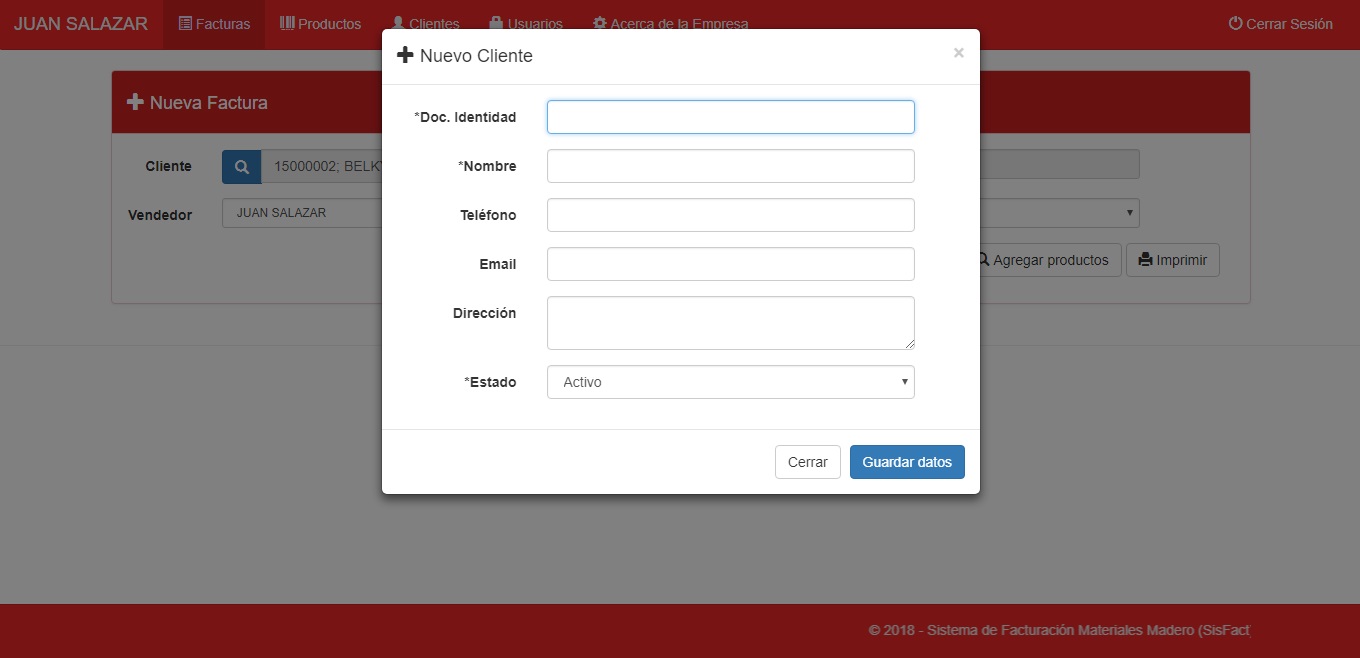 JUAN SALAZAR Facturas Productos Clientes Usuarios Acerca de la Empresa Cerrar Sesión
Nuevo Cliente ×
Nueva Factura
*Doc. Identidad
Cliente 15000002; BELK
*Nombre
Vendedor JUAN SALAZAR
Teléfono
Email
Agregar productos Imprimir
Dirección
*Estado Activo
Cerrar Guardar datos
© 2018 - Sistema de Facturación Materiales Madero (SisFact)